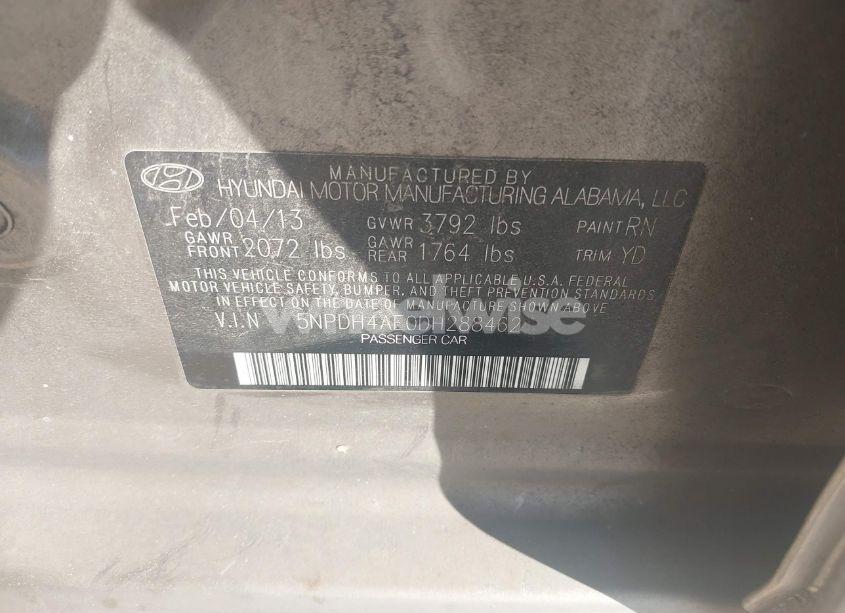 MANUFACTURED BY
HYUNDAI MOTOR MANUFACTURING ALABAMA, LLC
Feb/04/13 GVWR 3792 lbs PAINT RN
GAWR FRONT 2072 lbs GAWR REAR 1764 lbs TRIM YD
THIS VEHICLE CONFORMS TO ALL APPLICABLE U.S.A. FEDERAL
MOTOR VEHICLE SAFETY, BUMPER, AND THEFT PREVENTION STANDARDS
IN EFFECT ON THE DATE OF MANUFACTURE SHOWN ABOVE
V.I.N 5NPDH4AE0DH288462
PASSENGER CAR